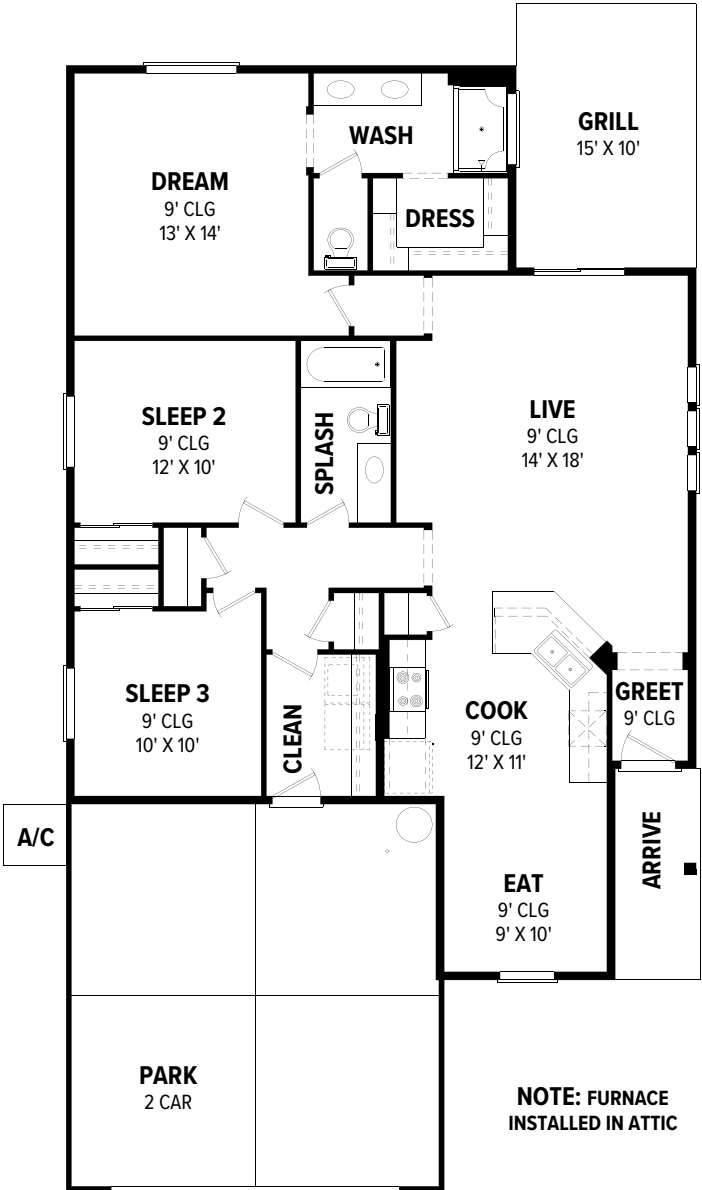 GRILL
15' X 10'
WASH
DREAM
9' CLG
13' X 14'
DRESS
SLEEP 2
9' CLG
12' X 10'
SPLASH
LIVE
9' CLG
14' X 18'
SLEEP 3
9' CLG
10' X 10'
CLEAN
COOK
9' CLG
12' X 11'
GREET
9' CLG
A/C
ARRIVE
EAT
9' CLG
9' X 10'
PARK
2 CAR
NOTE: FURNACE
INSTALLED IN ATTIC